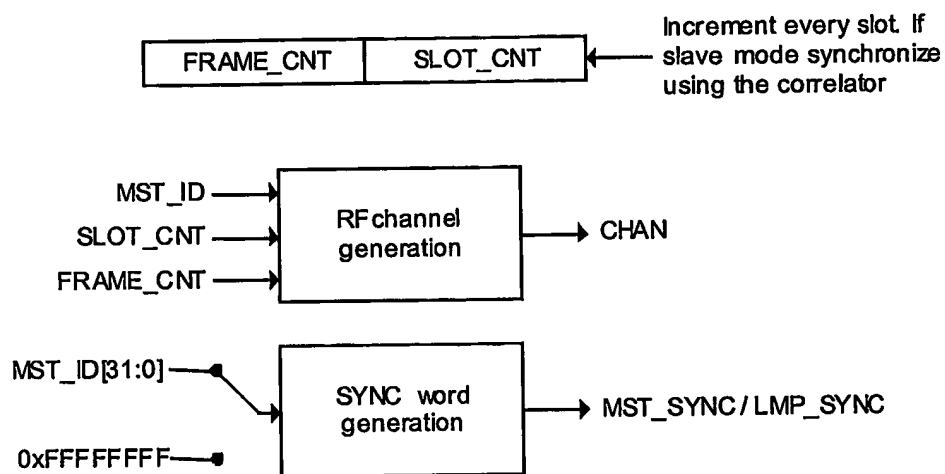 Increment every slot. If
FRAME_CNT SLOT_CNT slave mode synchronize
using the correlator
MST_ID
SLOT_CNT
FRAME_CNT
RF channel
generation
CHAN
MST_ID[31:0]
0xFFFFFFFF
SYNC word
generation
MST_SYNC / LMP_SYNC